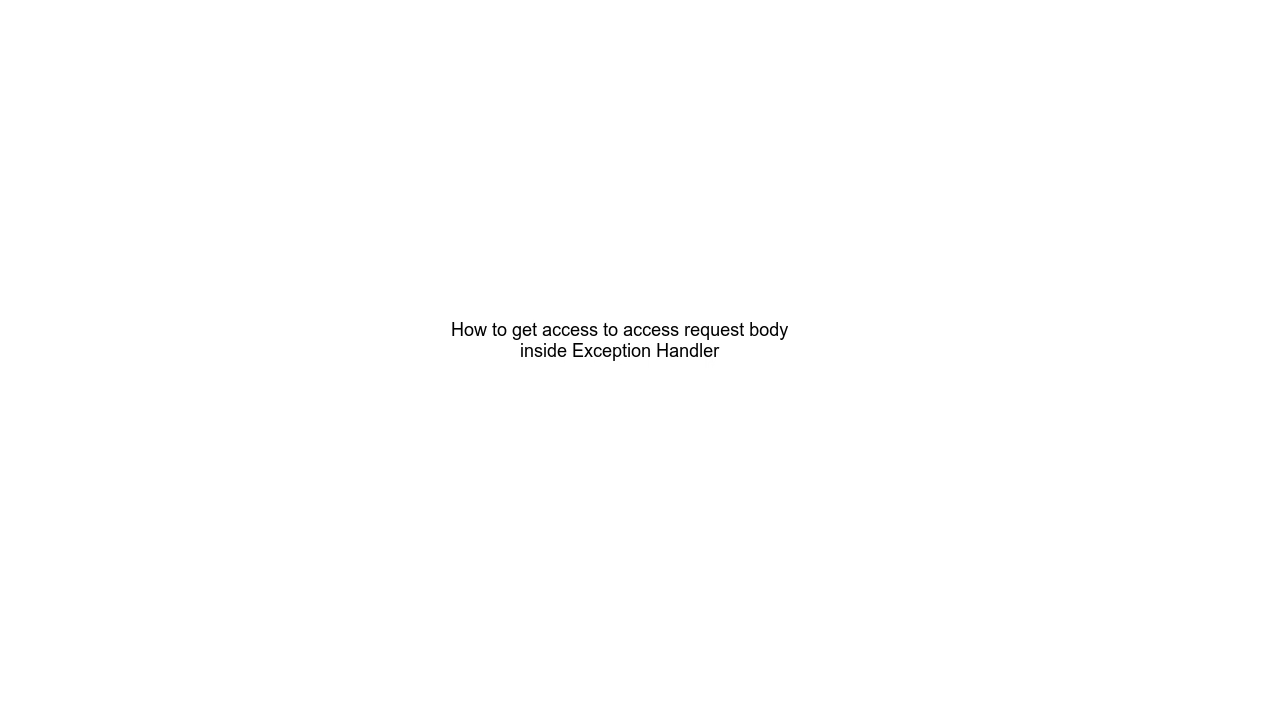 How to get access to access request body
inside Exception Handler